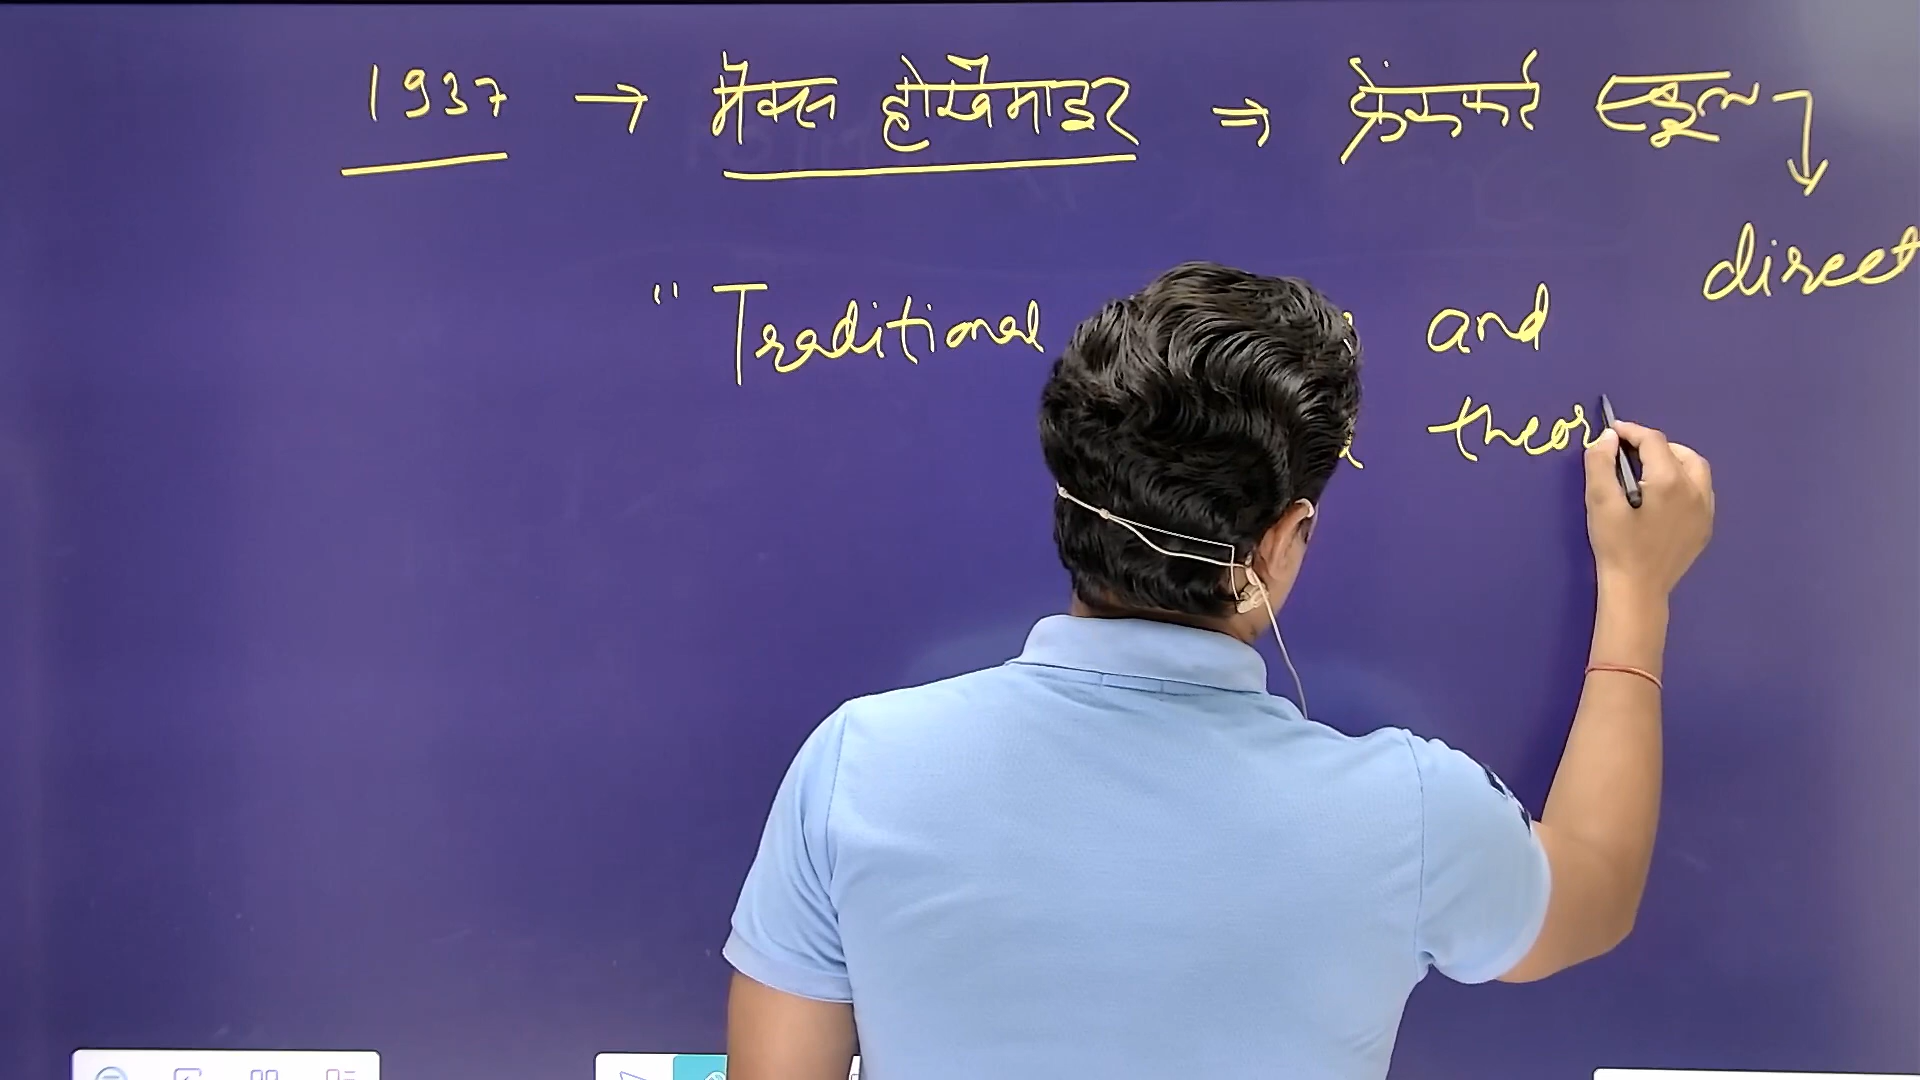 1937 → मैक्स होर्खेमाइर ⇒ फ्रेंकफर्ट स्कूल
direct
" Traditional and
theor